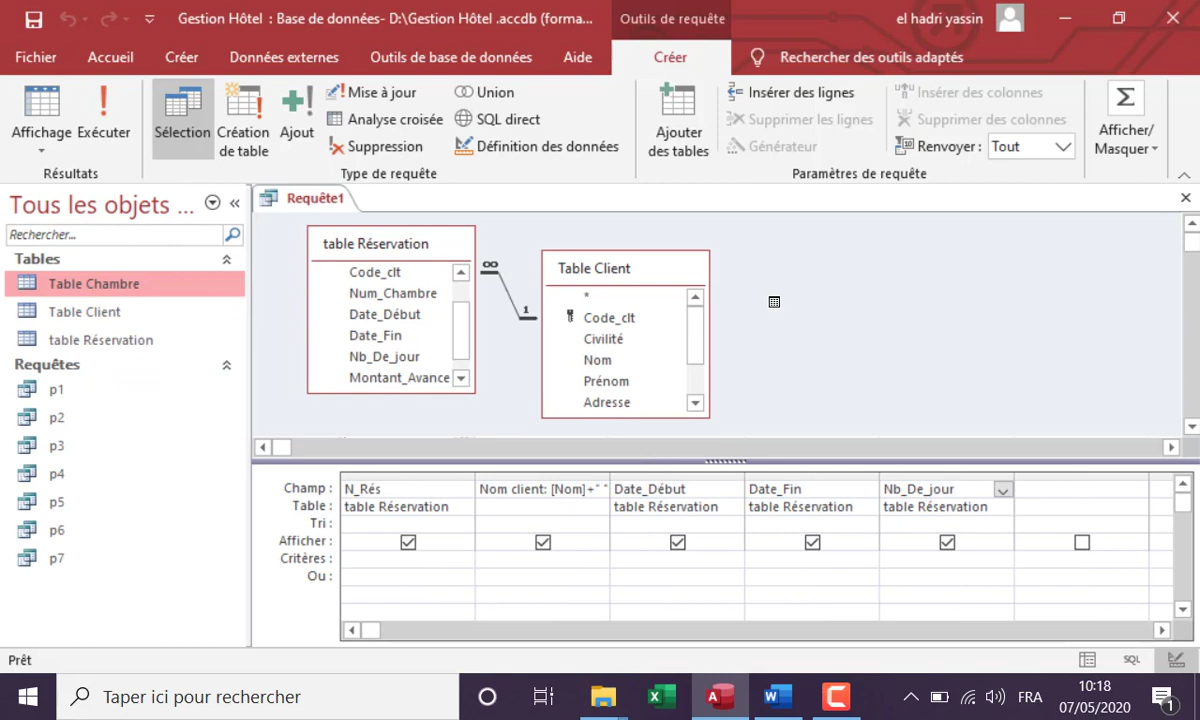 Gestion Hôtel : Base de données- D:\Gestion Hôtel .accdb (forma...
Outils de requête
el hadri yassin
Fichier
Accueil
Créer
Données externes
Outils de base de données
Aide
Créer
Rechercher des outils adaptés
Affichage
Exécuter
Résultats
Sélection
Création de table
Ajout
Mise à jour
Analyse croisée
Suppression
Union
SQL direct
Définition des données
Type de requête
Ajouter des tables
Insérer des lignes
Supprimer les lignes
Générateur
Insérer des colonnes
Supprimer des colonnes
Renvoyer : Tout
Paramètres de requête
Afficher/
Masquer
Tous les objets ...
Rechercher...
Tables
Table Chambre
Table Client
table Réservation
Requêtes
p1
p2
p3
p4
p5
p6
p7
Requête1
table Réservation
Code_clt
Num_Chambre
Date_Début
Date_Fin
Nb_De_jour
Montant_Avance
∞
1
Table Client
*
Code_clt
Civilité
Nom
Prénom
Adresse
Champ : N_Rés Nom client: [Nom]+" " Date_Début Date_Fin Nb_De_jour
Table : table Réservation table Réservation table Réservation table Réservation
Tri :
Afficher :
Critères :
Ou :
Prêt
SQL
Taper ici pour rechercher
FRA
10:18
07/05/2020
1